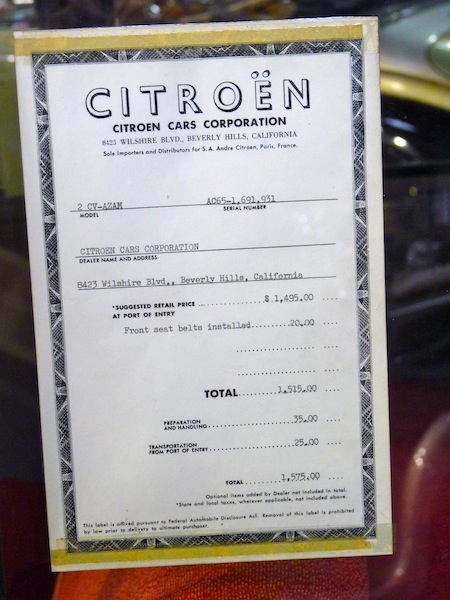 CITROËN
CITROEN CARS CORPORATION
8423 WILSHIRE BLVD., BEVERLY HILLS, CALIFORNIA
Sole Importers and Distributors for S. A. Andre Citroen, Paris, France.
2 CV-AZAM AC65-1,691,931
MODEL SERIAL NUMBER
CITROEN CARS CORPORATION
DEALER NAME AND ADDRESS
8423 Wilshire Blvd,, Beverly Hills, California
*SUGGESTED RETAIL PRICE ................ $ 1,495.00 ....
AT PORT OF ENTRY
Front seat belts installed.......... 20.00 ....
TOTAL........... 1,515.00 ....
PREPARATION
AND HANDLING................. 35.00 ....
TRANSPORTATION
FROM PORT OF ENTRY............. 25.00 ....
TOTAL........... 1,575.00 ....
Optional items added by Dealer not included in total.
*State and local taxes, wherever applicable, not included above.
This label is affixed pursuant to Federal Automobile Disclosure Act. Removal of this label is prohibited
by law prior to delivery to ultimate purchaser.